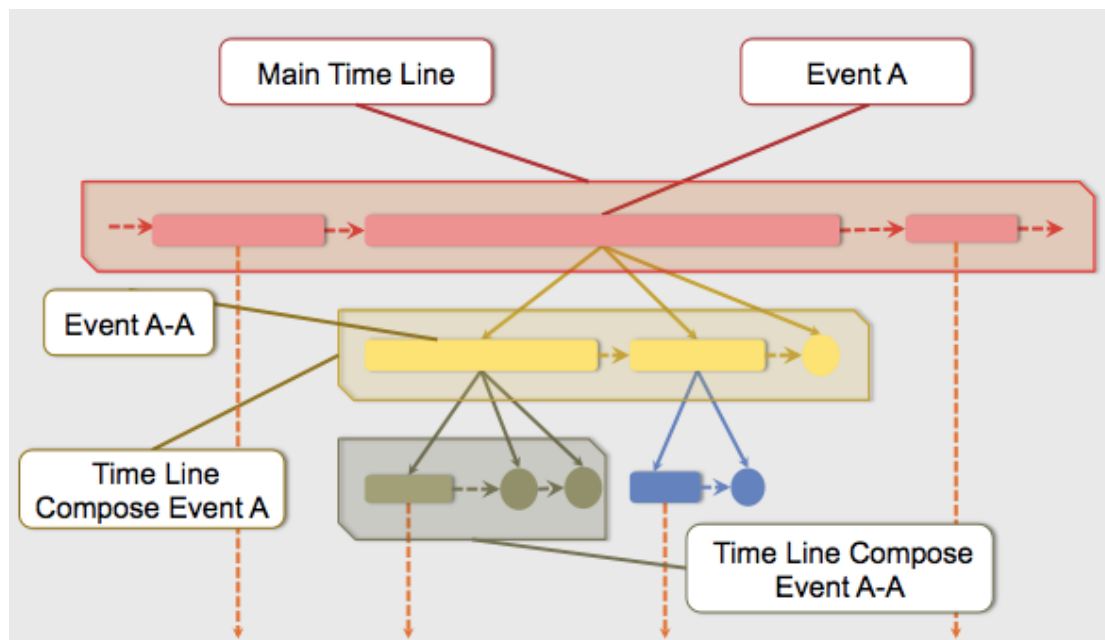 Main Time Line
Event A
Event A-A
Time Line
Compose Event A
Time Line Compose
Event A-A